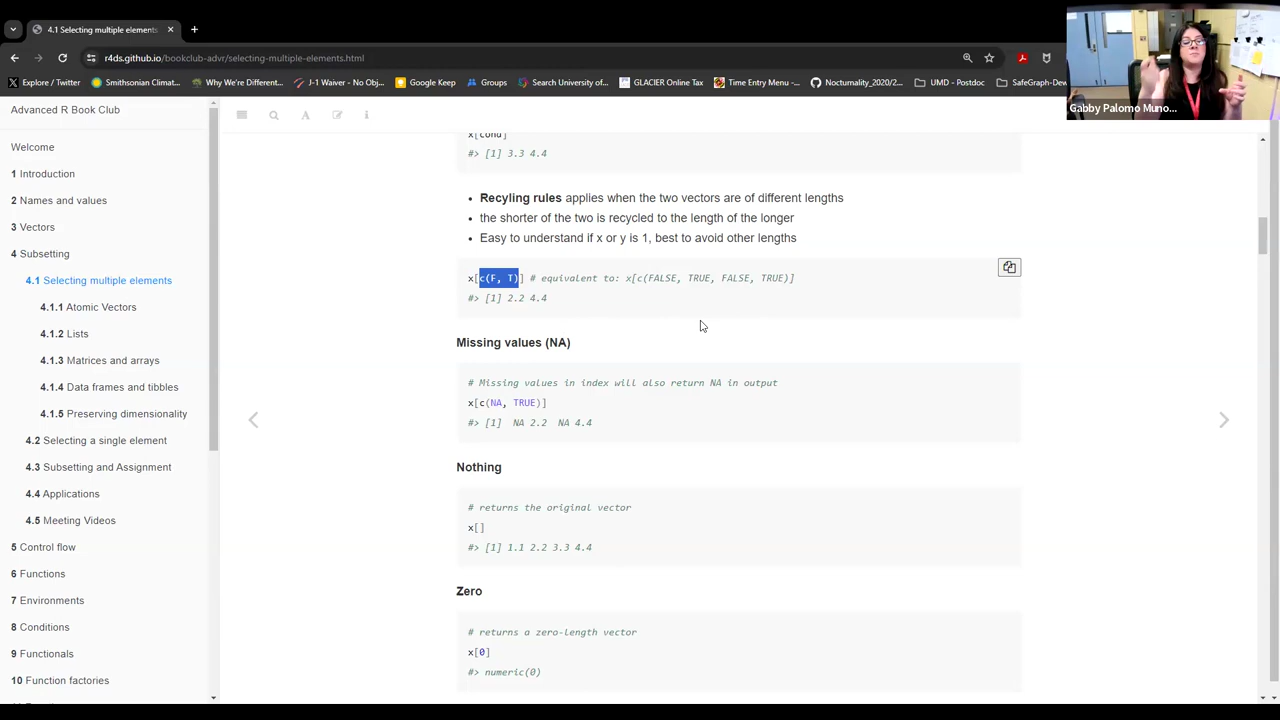 4.1 Selecting multiple elements
r4ds.github.io/bookclub-advr/selecting-multiple-elements.html
Explore / Twitter
Smithsonian Climat...
Why We're Different...
J-1 Waiver - No Obj...
Google Keep
Groups
Search University of...
GLACIER Online Tax
Time Entry Menu -...
Nocturnality_2020/2...
UMD - Postdoc
SafeGraph-Dew
Gabby Palomo Muno...
Advanced R Book Club
Welcome
1 Introduction
2 Names and values
3 Vectors
4 Subsetting
4.1 Selecting multiple elements
4.1.1 Atomic Vectors
4.1.2 Lists
4.1.3 Matrices and arrays
4.1.4 Data frames and tibbles
4.1.5 Preserving dimensionality
4.2 Selecting a single element
4.3 Subsetting and Assignment
4.4 Applications
4.5 Meeting Videos
5 Control flow
6 Functions
7 Environments
8 Conditions
9 Functionals
10 Function factories
x[cond]
#> [1] 3.3 4.4
• Recyling rules applies when the two vectors are of different lengths
• the shorter of the two is recycled to the length of the longer
• Easy to understand if x or y is 1, best to avoid other lengths
x[c(F, T)] # equivalent to: x[c(FALSE, TRUE, FALSE, TRUE)]
#> [1] 2.2 4.4
Missing values (NA)
# Missing values in index will also return NA in output
x[c(NA, TRUE)]
#> [1]  NA 2.2  NA 4.4
Nothing
# returns the original vector
x[]
#> [1] 1.1 2.2 3.3 4.4
Zero
# returns a zero-length vector
x[0]
#> numeric(0)